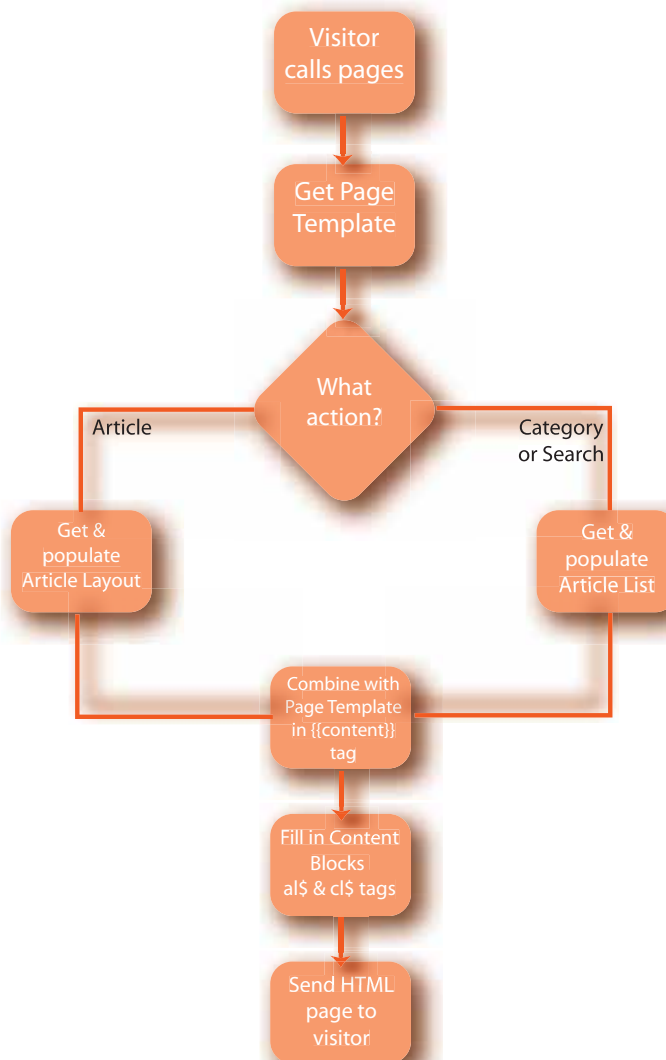 Visitor
calls pages
Get Page
Template
What
action?
Article
Category
or Search
Get &
populate
Article Layout
Get &
populate
Article List
Combine with
Page Template
in {{content}}
tag
Fill in Content
Blocks
al$ & cl$ tags
Send HTML
page to
visitor